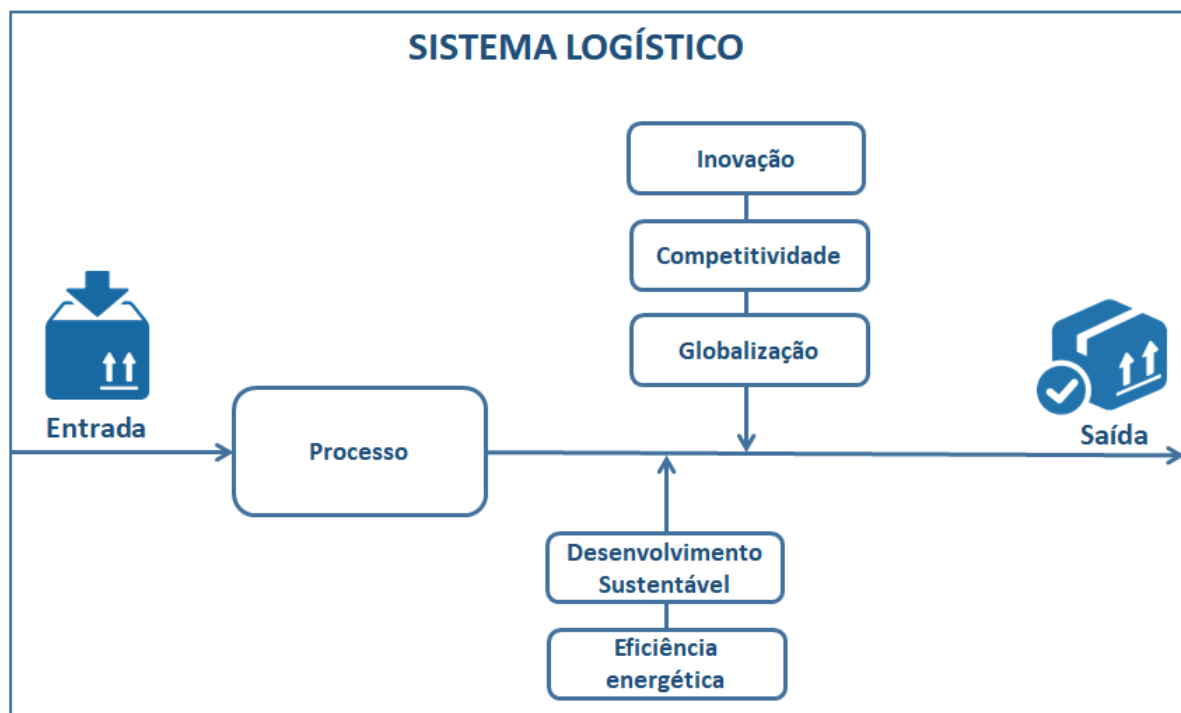 SISTEMA LOGÍSTICO
Inovação
Competitividade
Globalização
Entrada
Processo
Saída
Desenvolvimento
Sustentável
Eficiência
energética